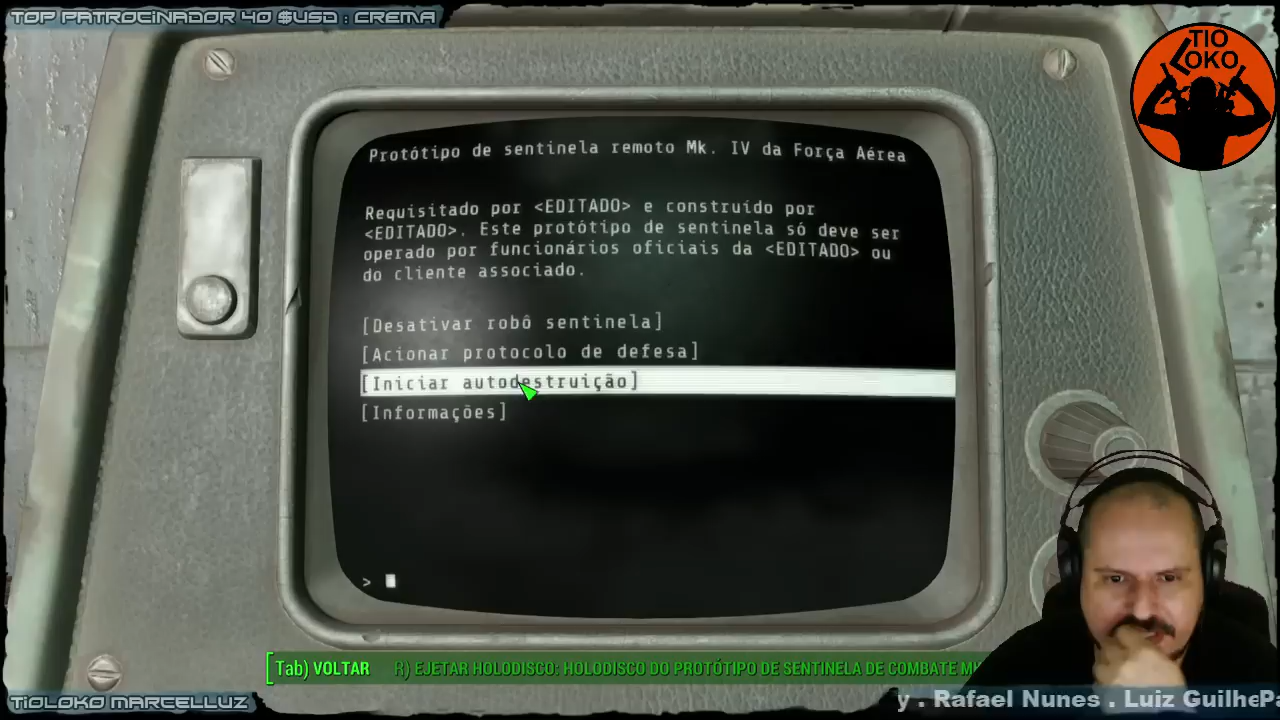 TOP PATROCINADOR 40 $USD : CREMA
TIO
LOKO
Protótipo de sentinela remoto Mk. IV da Força Aérea
Requisitado por <EDITADO> e construído por
<EDITADO>. Este protótipo de sentinela só deve ser
operado por funcionários oficiais da <EDITADO> ou
do cliente associado.
[Desativar robô sentinela]
[Acionar protocolo de defesa]
[Iniciar autodestruição]
[Informações]
>
Tab) VOLTAR R) EJETAR HOLODISCO: HOLODISCO DO PROTÓTIPO DE SENTINELA DE COMBATE MK
TIOLOKO MARCELLUZ
y . Rafael Nunes . Luiz Guilhe